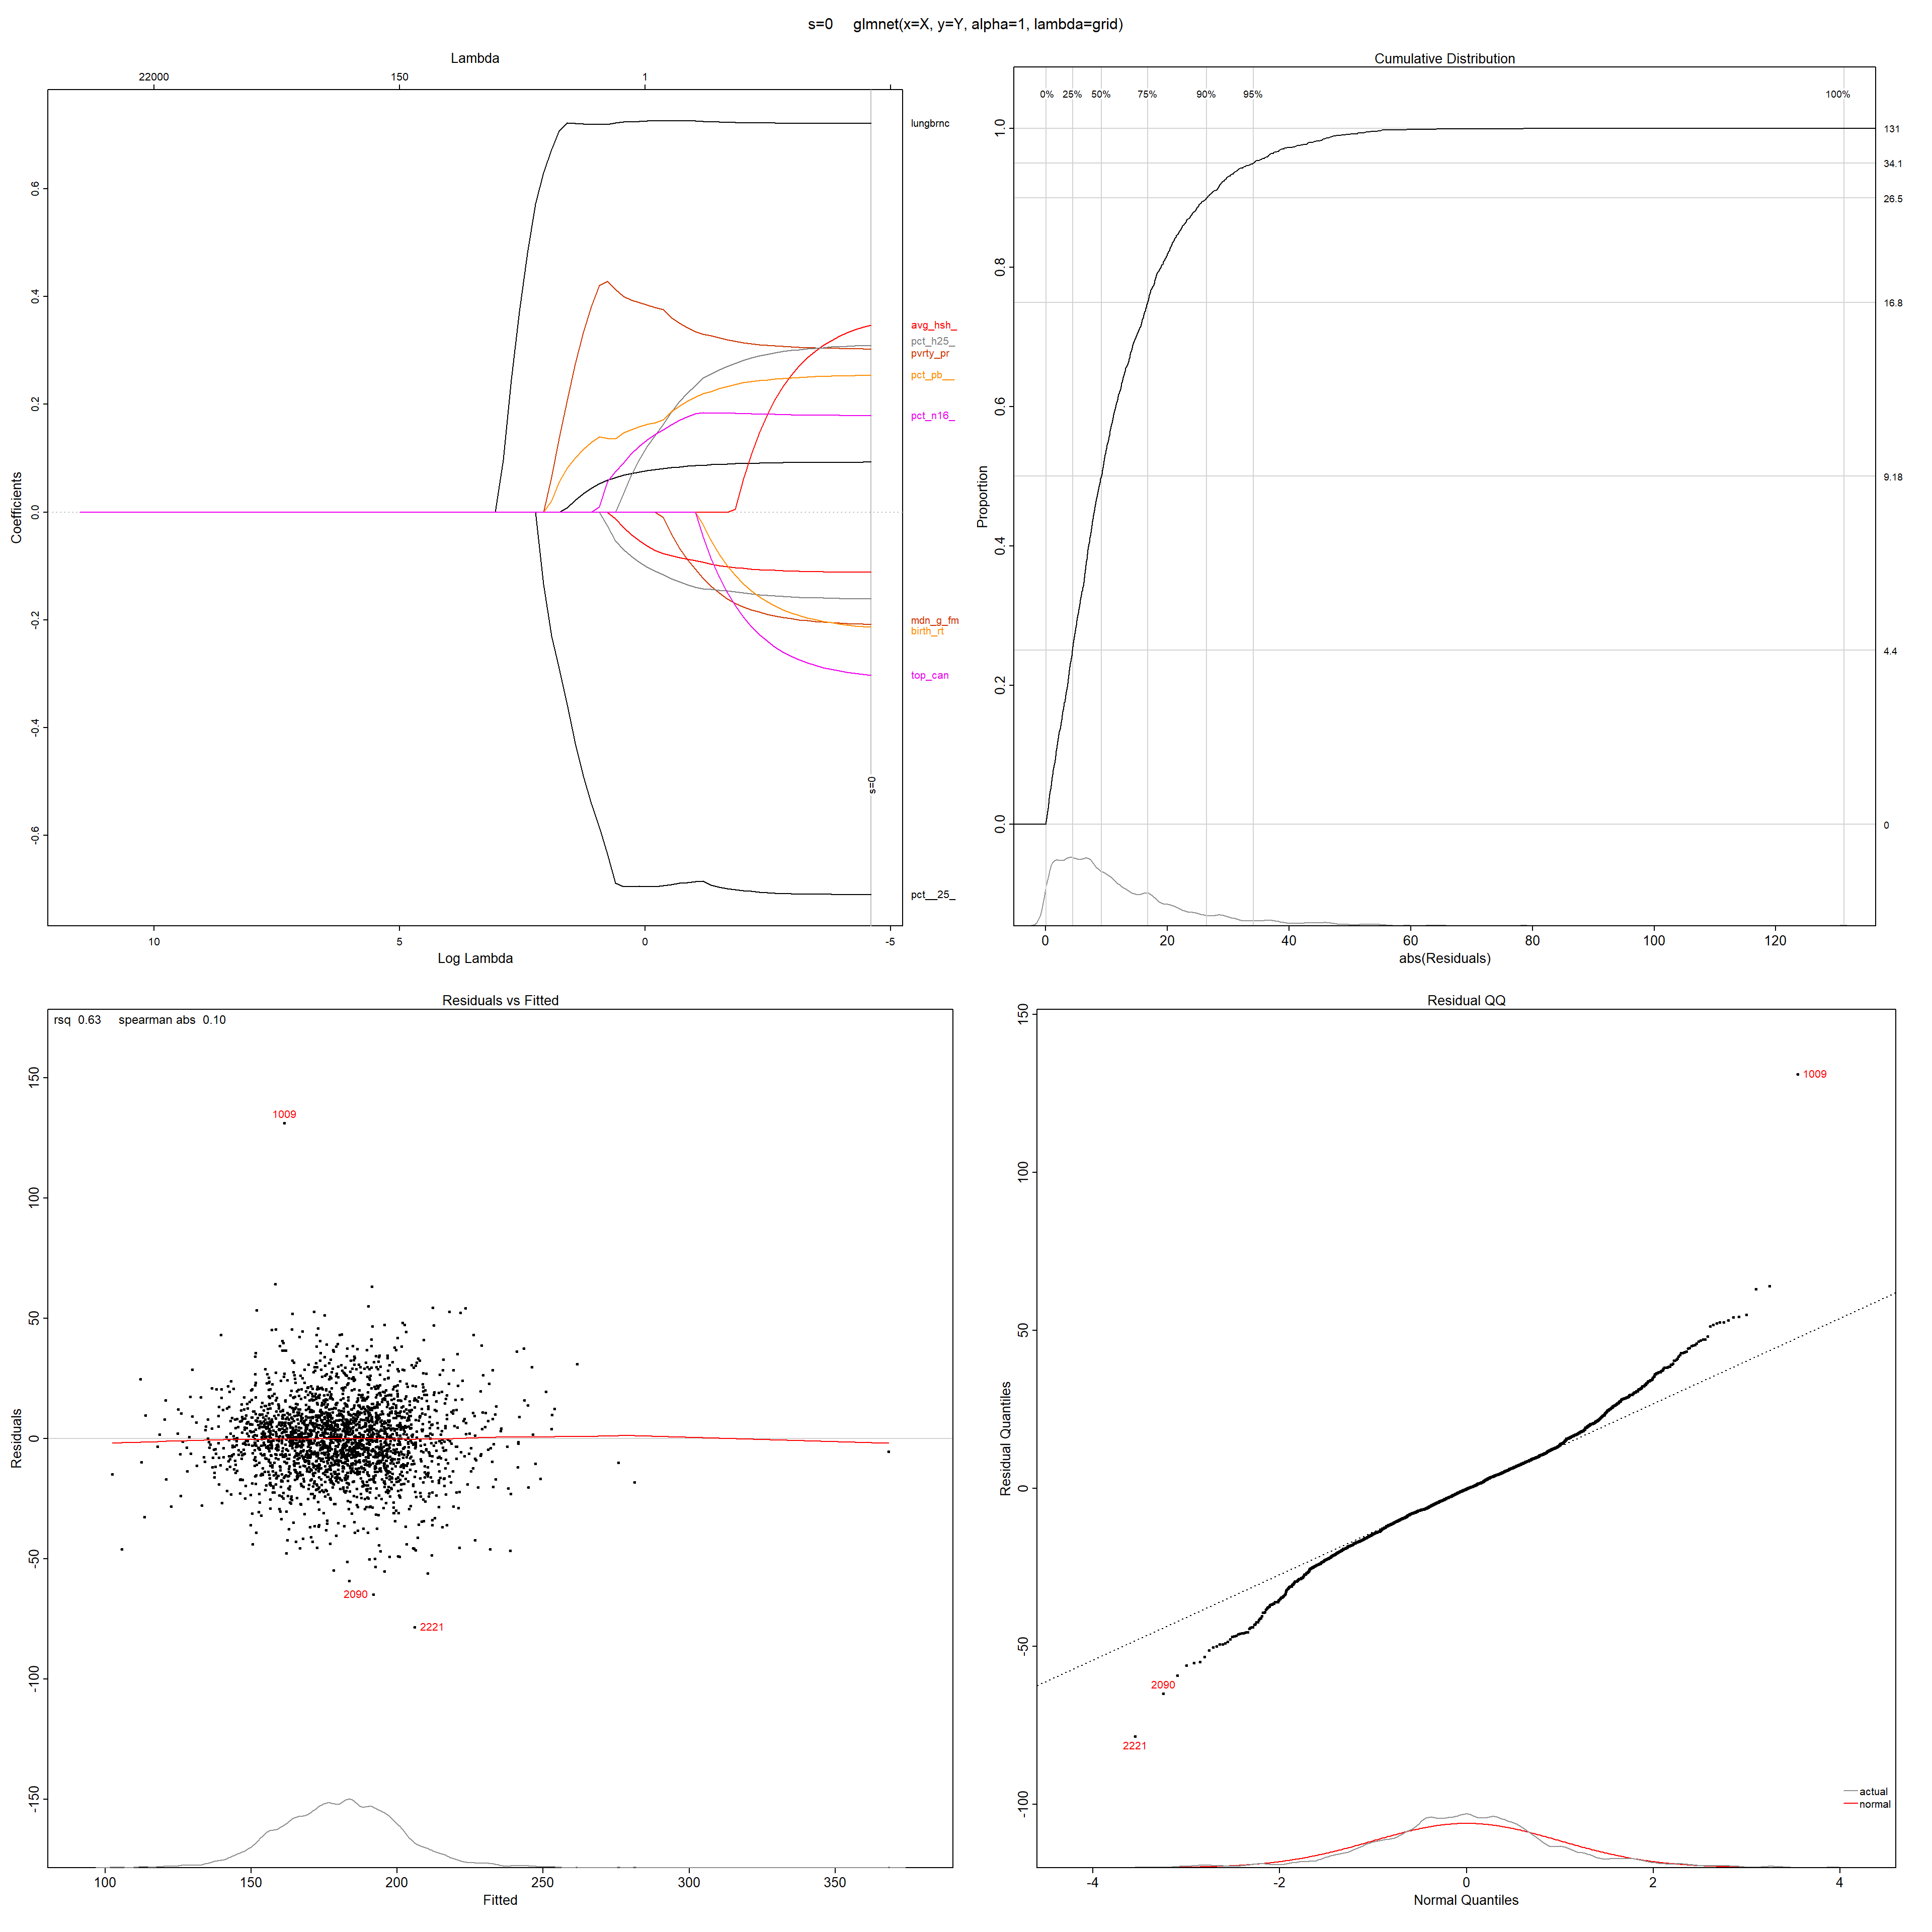 s=0 glmnet(x=X, y=Y, alpha=1, lambda=grid)
Lambda
22000 150 1
0.6
0.4
0.2
0.0
-0.2
-0.4
-0.6
Coefficients
lungbrnc
avg_hsh_
pct_h25_
pvrty_pr
pct_pb__
pct_n16_
mdn_g_fm
birth_rt
top_can
pct__25_
s=0
10 5 0 -5
Log Lambda
Cumulative Distribution
0% 25% 50% 75% 90% 95% 100%
1.0
0.8
0.6
0.4
0.2
0.0
Proportion
131
34.1
26.5
16.8
9.18
4.4
0
0 20 40 60 80 100 120
abs(Residuals)
Residuals vs Fitted
rsq 0.63 spearman abs 0.10
150
100
50
0
-50
-100
-150
Residuals
1009
2090
2221
100 150 200 250 300 350
Fitted
Residual QQ
150
100
50
0
-50
-100
Residual Quantiles
1009
2090
2221
actual
normal
-4 -2 0 2 4
Normal Quantiles